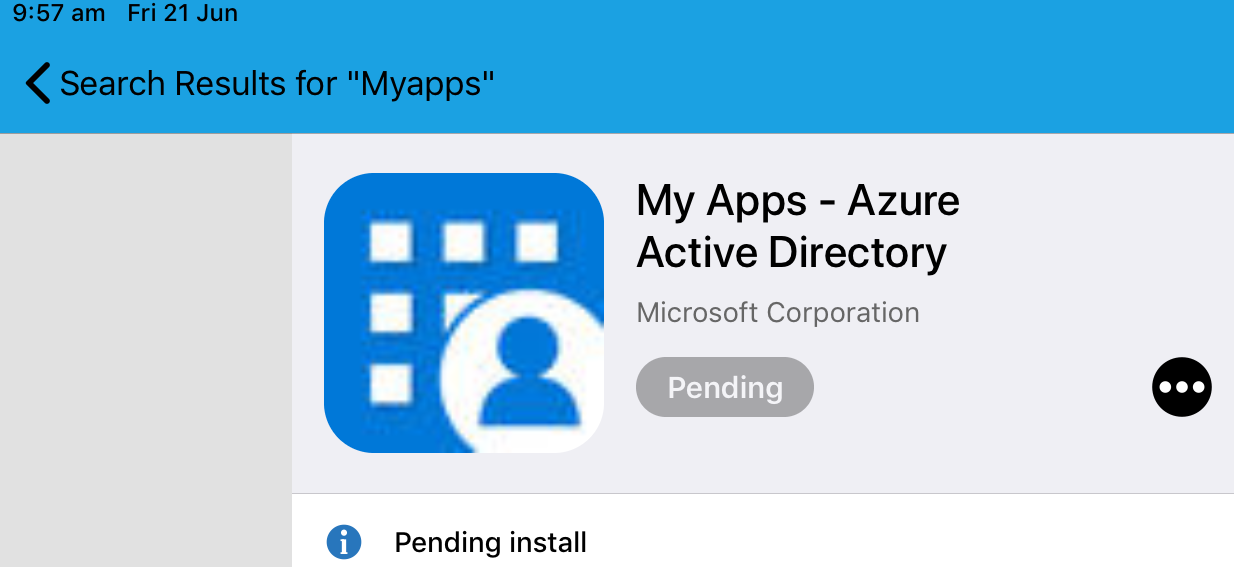 9:57 am Fri 21 Jun
Search Results for "Myapps"
My Apps - Azure
Active Directory
Microsoft Corporation
Pending
Pending install